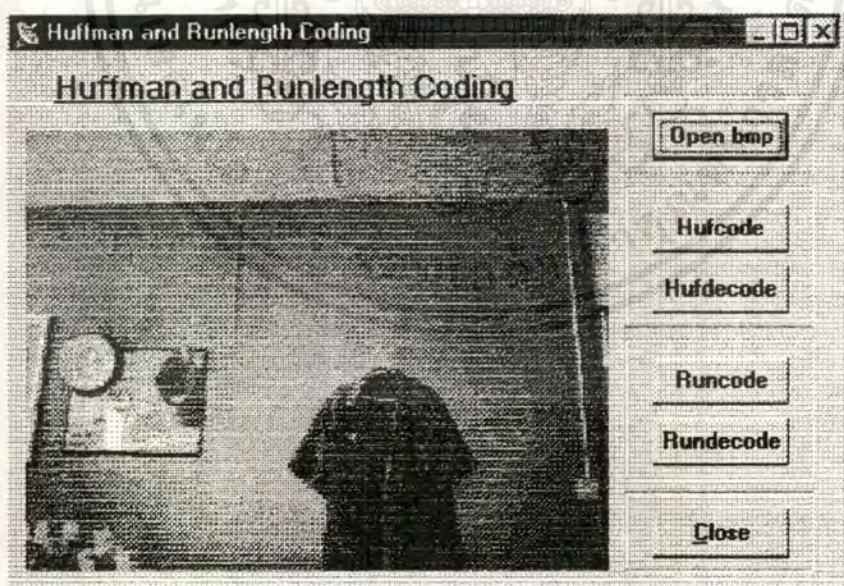 Huffman and Runlength Coding
Huffman and Runlength Coding
Open bmp
Hufcode
Hufdecode
Runcode
Rundecode
Close